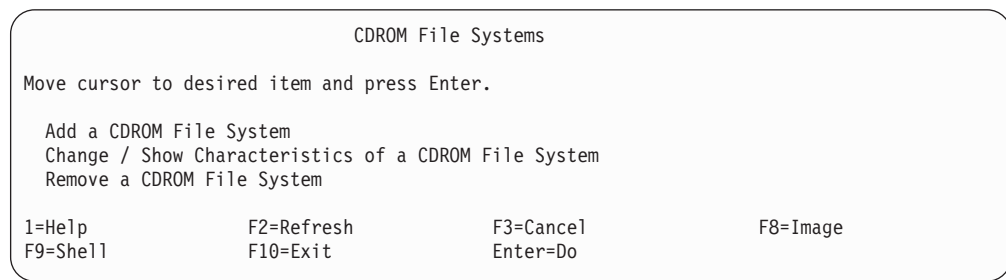 CDROM File Systems
Move cursor to desired item and press Enter.
Add a CDROM File System
Change / Show Characteristics of a CDROM File System
Remove a CDROM File System
1=Help F2=Refresh F3=Cancel F8=Image
F9=Shell F10=Exit Enter=Do